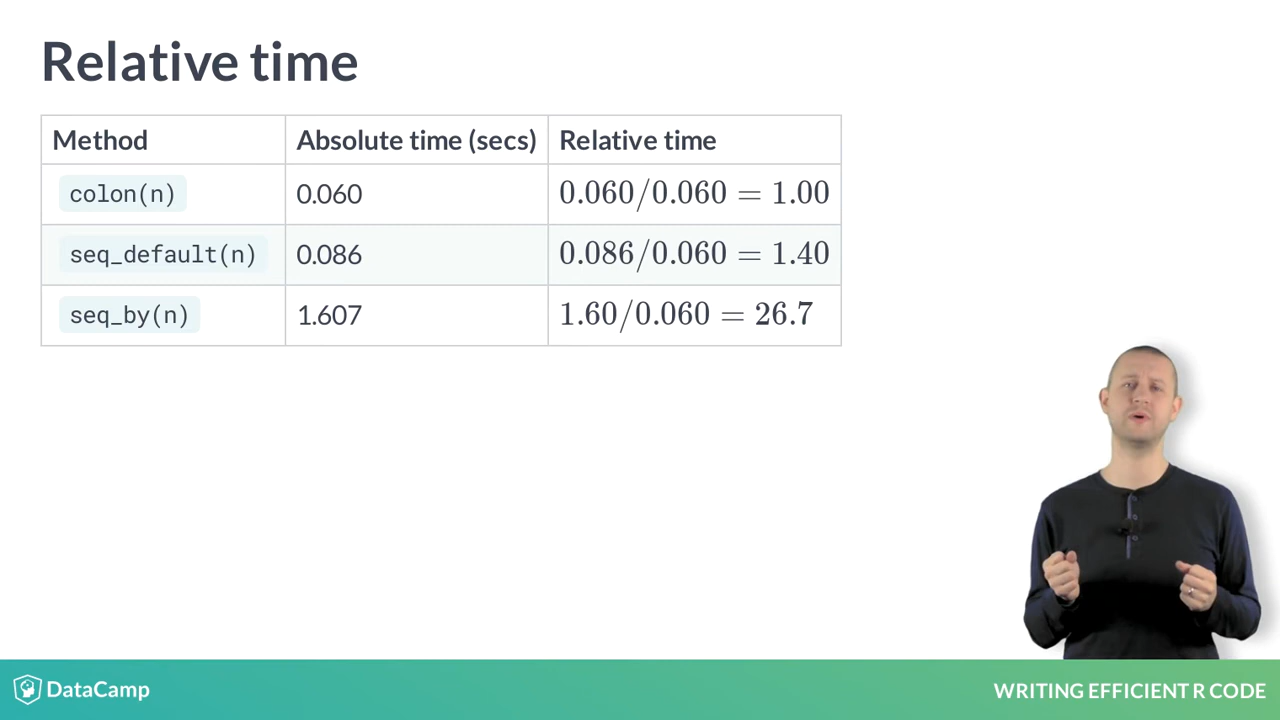 Relative time
Method Absolute time (secs) Relative time
colon(n) 0.060 0.060/0.060 = 1.00
seq_default(n) 0.086 0.086/0.060 = 1.40
seq_by(n) 1.607 1.60/0.060 = 26.7
DataCamp WRITING EFFICIENT R CODE